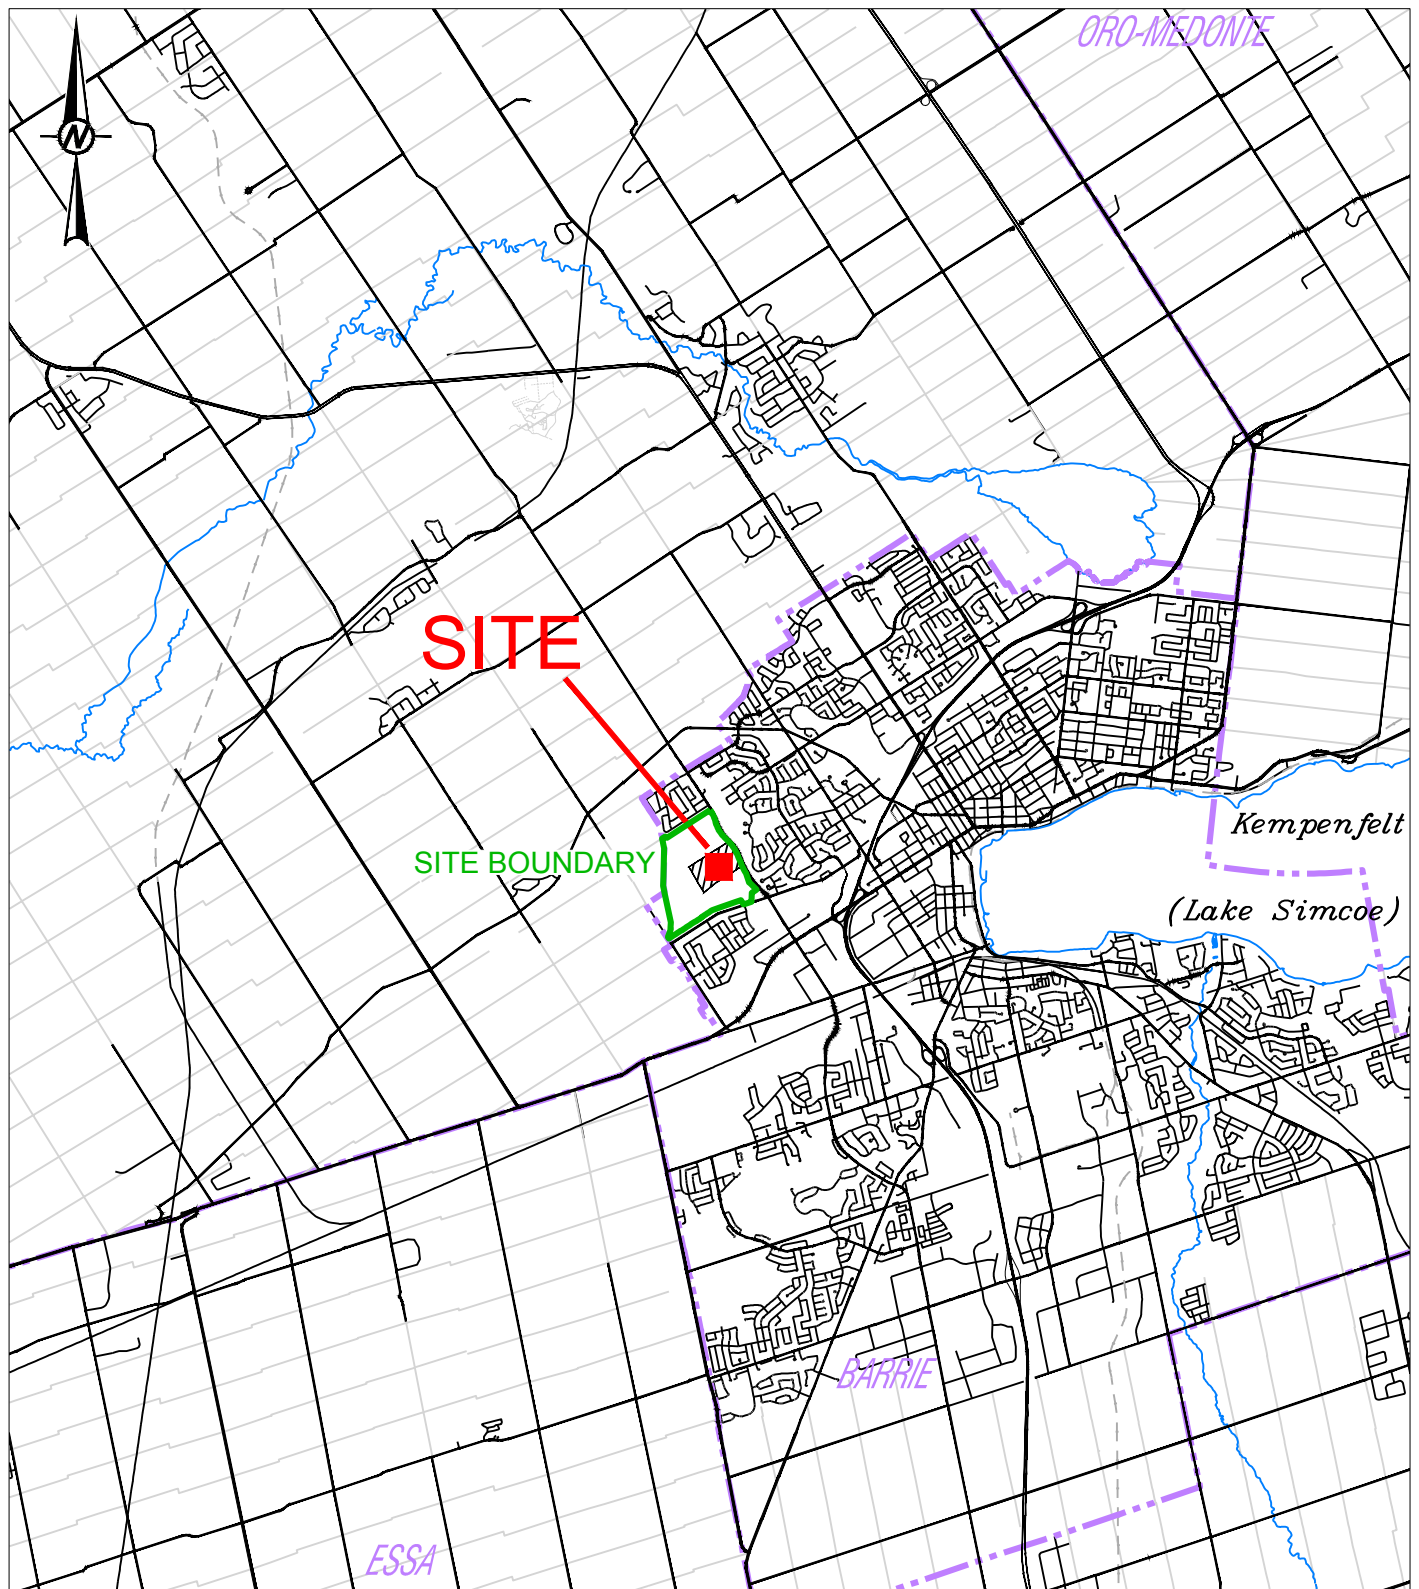 ORO-MEDONTE
N
SITE
Kempenfelt
SITE BOUNDARY
(Lake Simcoe)
BARRIE
ESSA